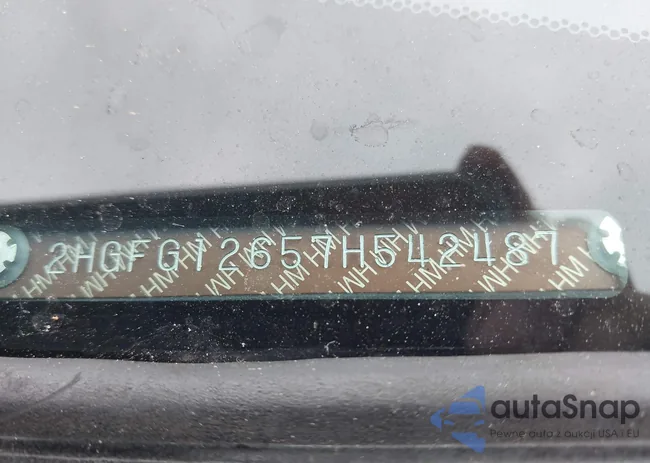 2HGFG12657H542487
autaSnap
Pewne auta z aukcji USA i EU